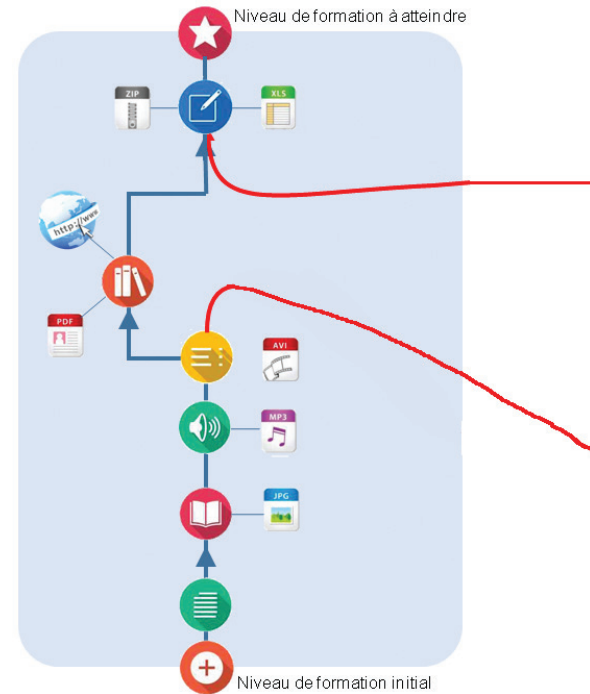 Niveau de formation à atteindre
ZIP
XLS
http://www
PDF
AVI
MP3
JPG
Niveau de formation initial